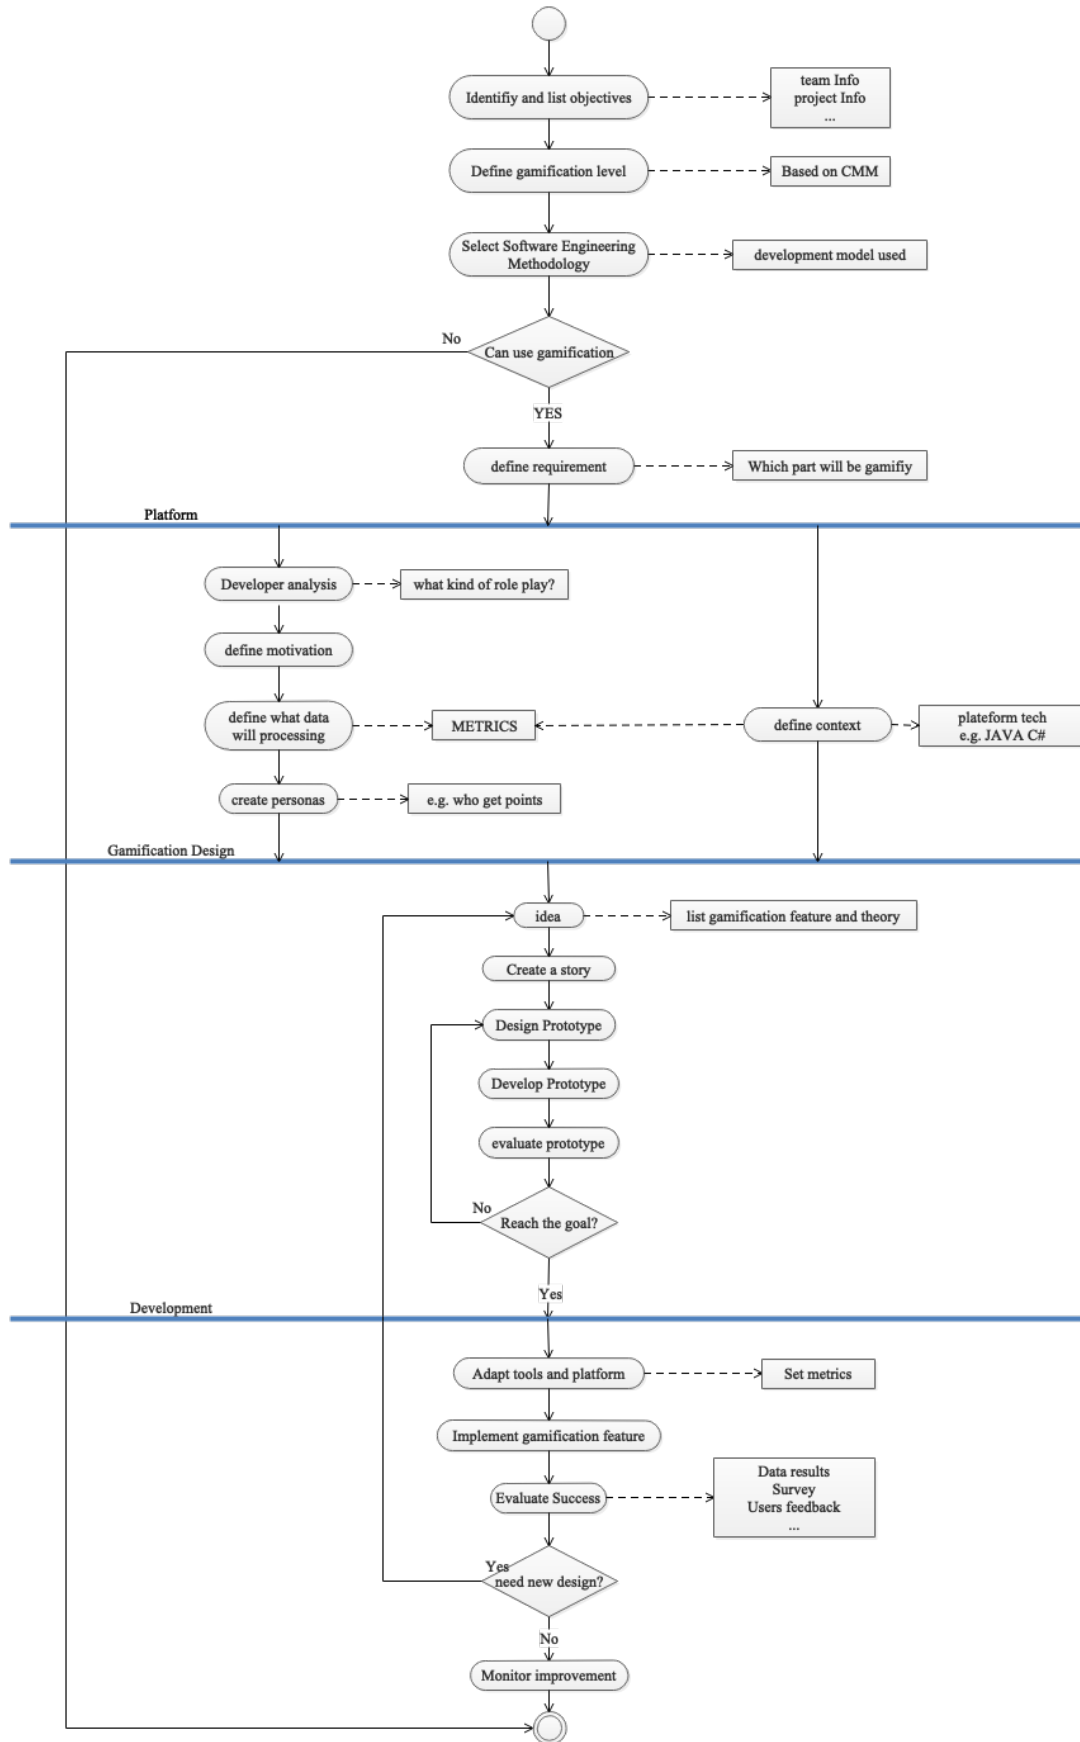 Identifiy and list objectives
team Info
project Info
...
Define gamification level
Based on CMM
Select Software Engineering
Methodology
development model used
No
Can use gamification
YES
define requirement
Which part will be gamifiy
Platform
Developer analysis
what kind of role play?
define motivation
define what data
will processing
METRICS
define context
plateform tech
e.g. JAVA C#
create personas
e.g. who get points
Gamification Design
idea
list gamification feature and theory
Create a story
Design Prototype
Develop Prototype
evaluate prototype
No
Reach the goal?
Yes
Development
Adapt tools and platform
Set metrics
Implement gamification feature
Evaluate Success
Data results
Survey
Users feedback
...
Yes
need new design?
No
Monitor improvement